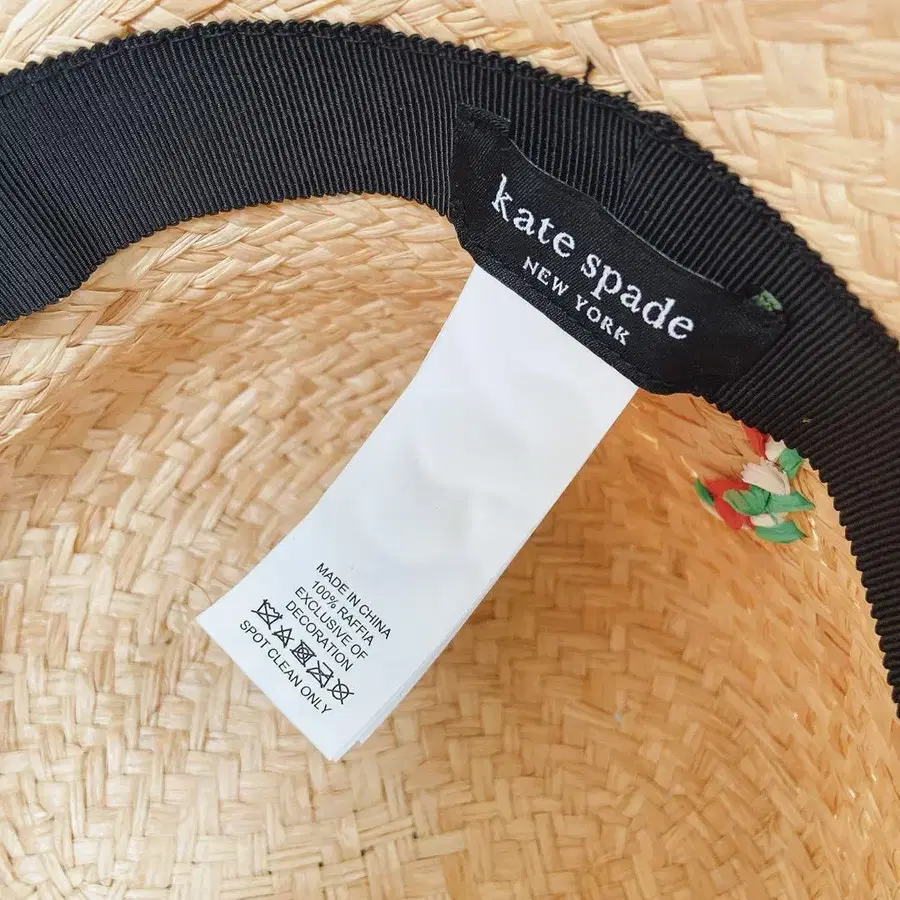 kate spade
NEW YORK
MADE IN CHINA
100% RAFFIA
EXCLUSIVE OF
DECORATION
SPOT CLEAN ONLY